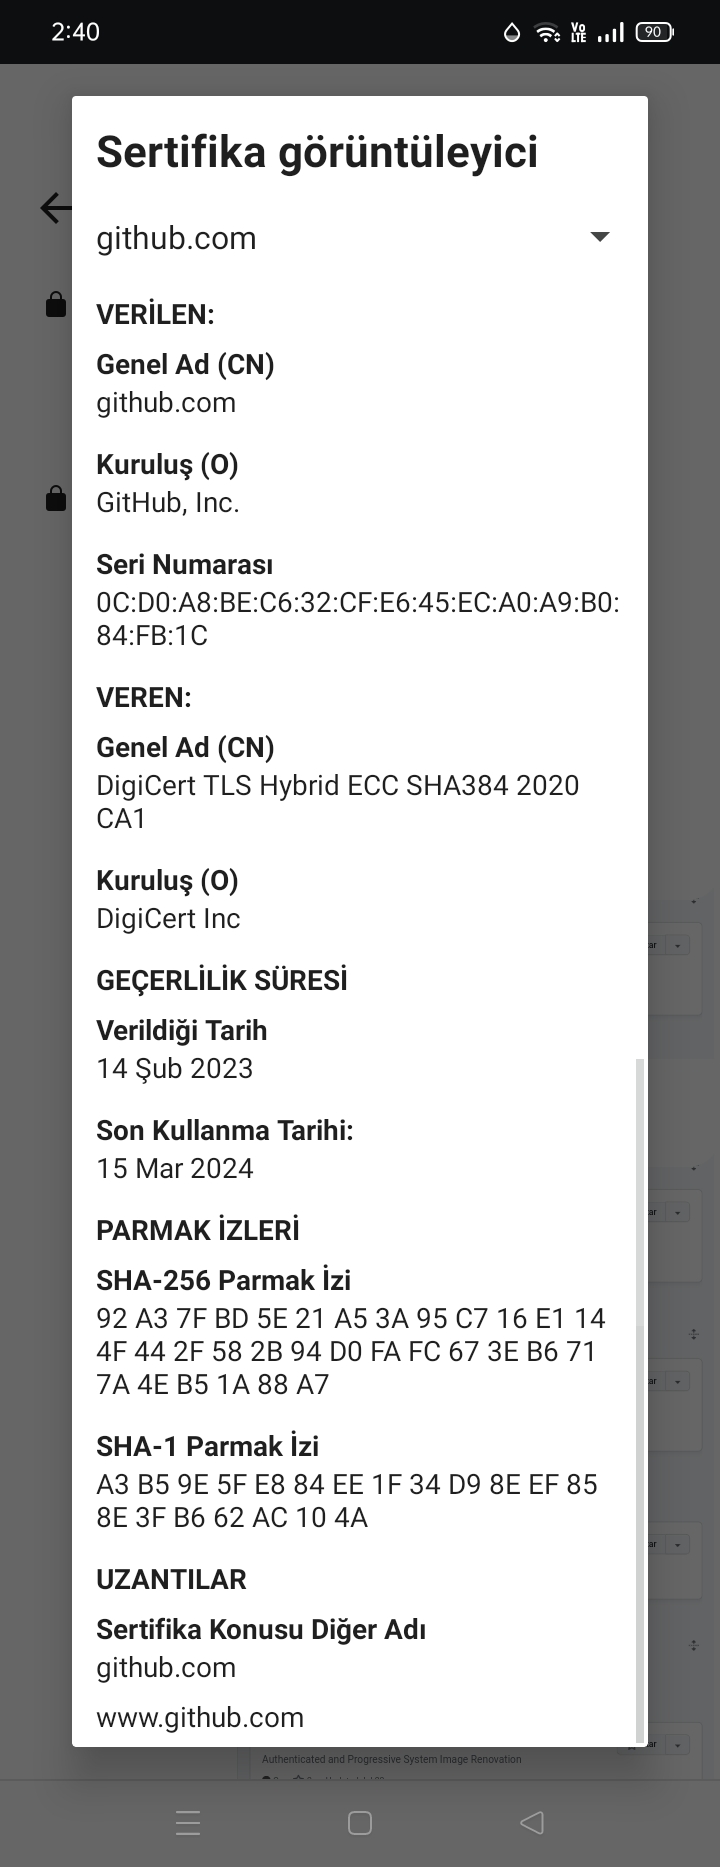 2:40
Vo
LTE
90
Sertifika görüntüleyici
github.com
VERİLEN:
Genel Ad (CN)
github.com
Kuruluş (O)
GitHub, Inc.
Seri Numarası
0C:D0:A8:BE:C6:32:CF:E6:45:EC:A0:A9:B0:
84:FB:1C
VEREN:
Genel Ad (CN)
DigiCert TLS Hybrid ECC SHA384 2020
CA1
Kuruluş (O)
DigiCert Inc
GEÇERLİLİK SÜRESİ
Verildiği Tarih
14 Şub 2023
Son Kullanma Tarihi:
15 Mar 2024
PARMAK İZLERİ
SHA-256 Parmak İzi
92 A3 7F BD 5E 21 A5 3A 95 C7 16 E1 14
4F 44 2F 58 2B 94 D0 FA FC 67 3E B6 71
7A 4E B5 1A 88 A7
SHA-1 Parmak İzi
A3 B5 9E 5F E8 84 EE 1F 34 D9 8E EF 85
8E 3F B6 62 AC 10 4A
UZANTILAR
Sertifika Konusu Diğer Adı
github.com
www.github.com
Authenticated and Progressive System Image Renovation